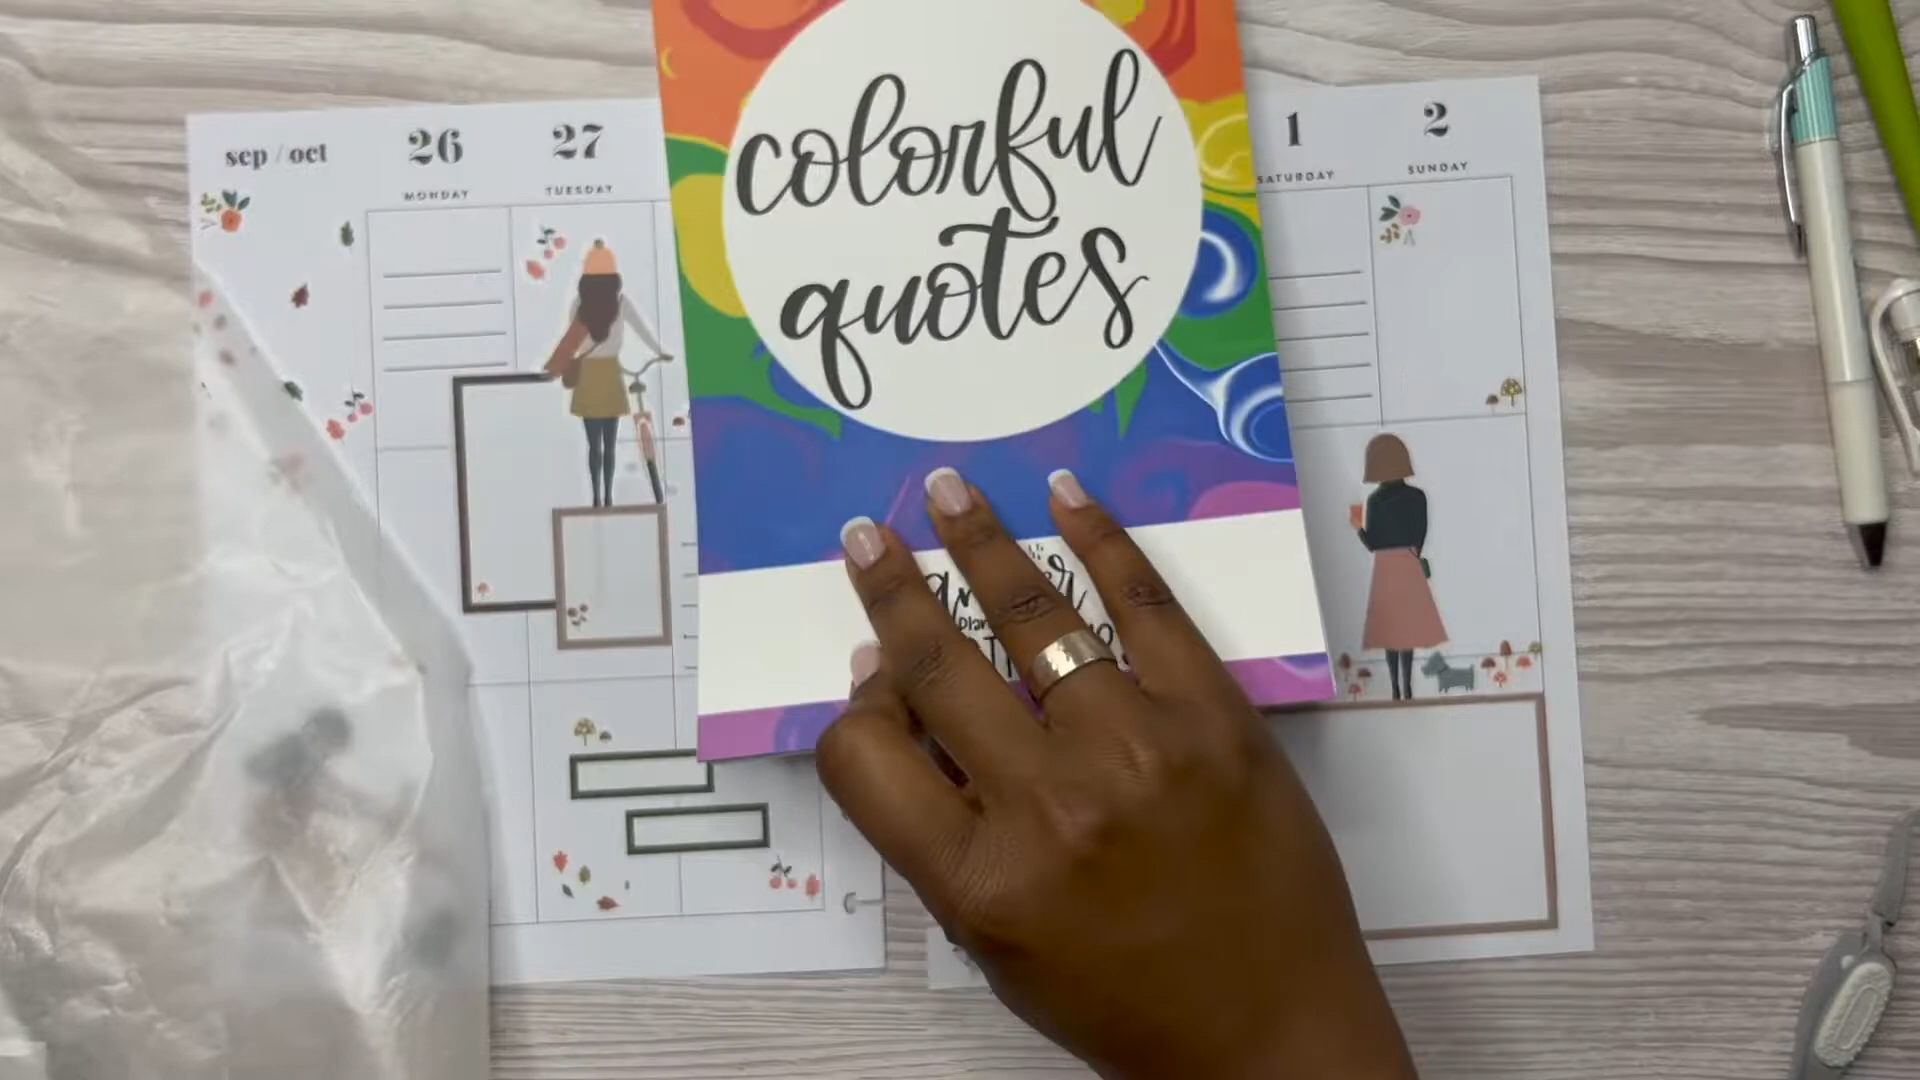 colorful
quotes
sep / oct
26
MONDAY
27
TUESDAY
1
SATURDAY
2
SUNDAY